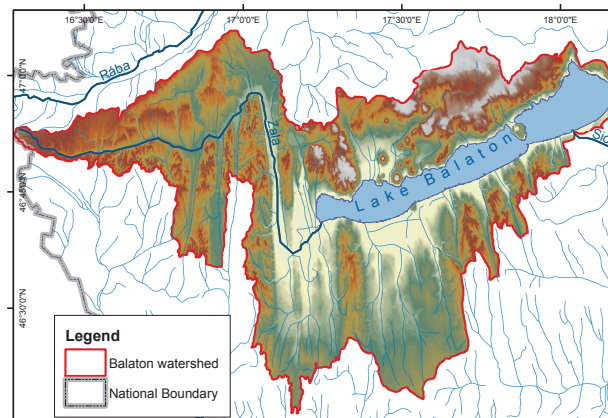 16°30'0"E
17°0'0"E
17°30'0"E
18°0'0"E
47°0'0"N
46°45'0"N
46°30'0"N
Rába
Zala
Lake Balaton
Legend
Balaton watershed
National Boundary